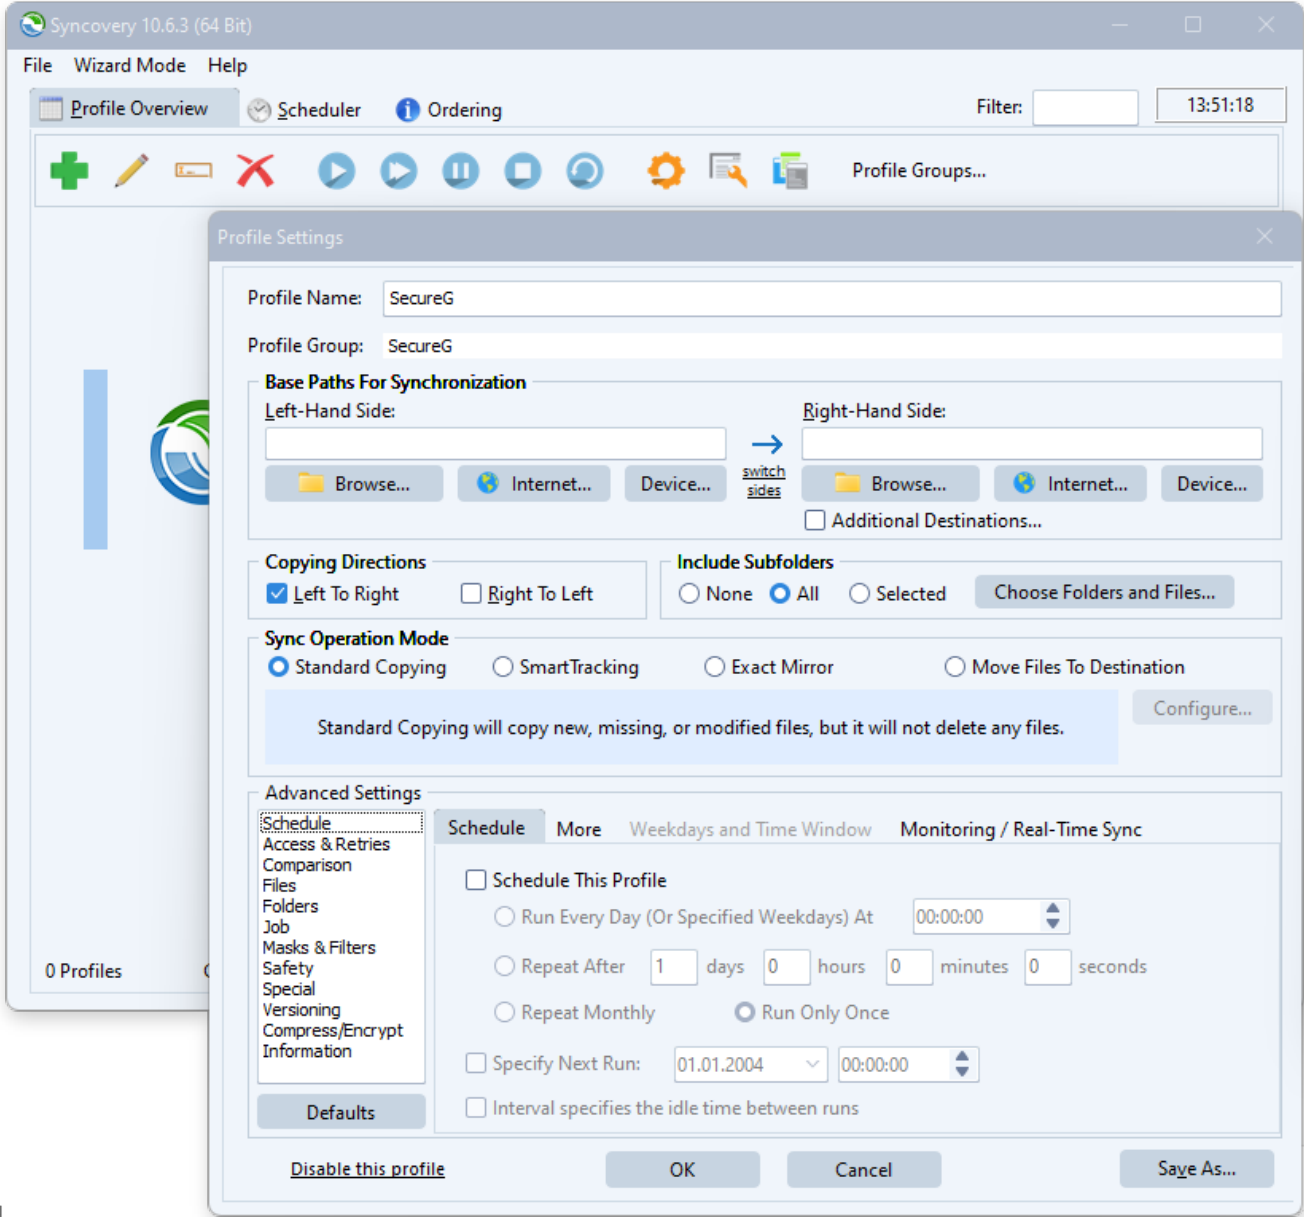 Syncovery 10.6.3 (64 Bit)
File Wizard Mode Help
Profile Overview Scheduler Ordering Filter: 13:51:18
Profile Groups...
Profile Settings
Profile Name: SecureG
Profile Group: SecureG
Base Paths For Synchronization
Left-Hand Side: Right-Hand Side:
Browse... Internet... Device... switch sides Browse... Internet... Device...
Additional Destinations...
Copying Directions Include Subfolders
Left To Right Right To Left None All Selected Choose Folders and Files...
Sync Operation Mode
Standard Copying SmartTracking Exact Mirror Move Files To Destination
Configure...
Standard Copying will copy new, missing, or modified files, but it will not delete any files.
Advanced Settings
Schedule
Access & Retries
Comparison
Files
Folders
Job
Masks & Filters
Safety
Special
Versioning
Compress/Encrypt
Information
Defaults
Schedule More Weekdays and Time Window Monitoring / Real-Time Sync
Schedule This Profile
Run Every Day (Or Specified Weekdays) At 00:00:00
Repeat After 1 days 0 hours 0 minutes 0 seconds
Repeat Monthly Run Only Once
Specify Next Run: 01.01.2004 00:00:00
Interval specifies the idle time between runs
0 Profiles
Disable this profile OK Cancel Save As...